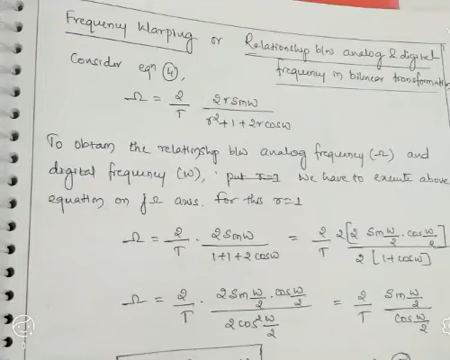 Frequency Warping or Relationship b/w analog & digital
frequency in bilinear transformation
Consider eqn ④,
Ω = 2/T 2r sinω / r²+1+2r cosω
To obtain the relationship b/w analog frequency (Ω) and
digital frequency (ω), put r=1 We have to execute above
equation on jΩ axis. for this r=1
Ω = 2/T · 2 sinω / 1+1+2 cosω = 2/T 2[2 sin ω/2 · cos ω/2] / 2[1+cosω]
Ω = 2/T · 2 sin ω/2 · cos ω/2 / 2 cos² ω/2 = 2/T sin ω/2 / cos ω/2